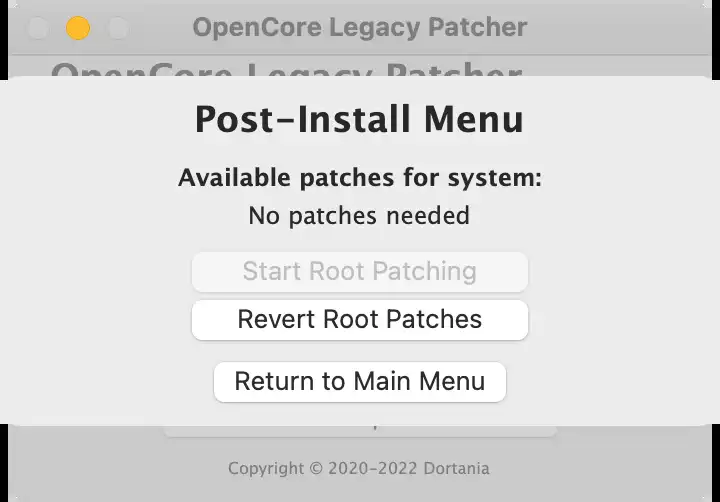 OpenCore Legacy Patcher
OpenCore Legacy Patcher
Post-Install Menu
Available patches for system:
No patches needed
Start Root Patching
Revert Root Patches
Return to Main Menu
Copyright © 2020-2022 Dortania